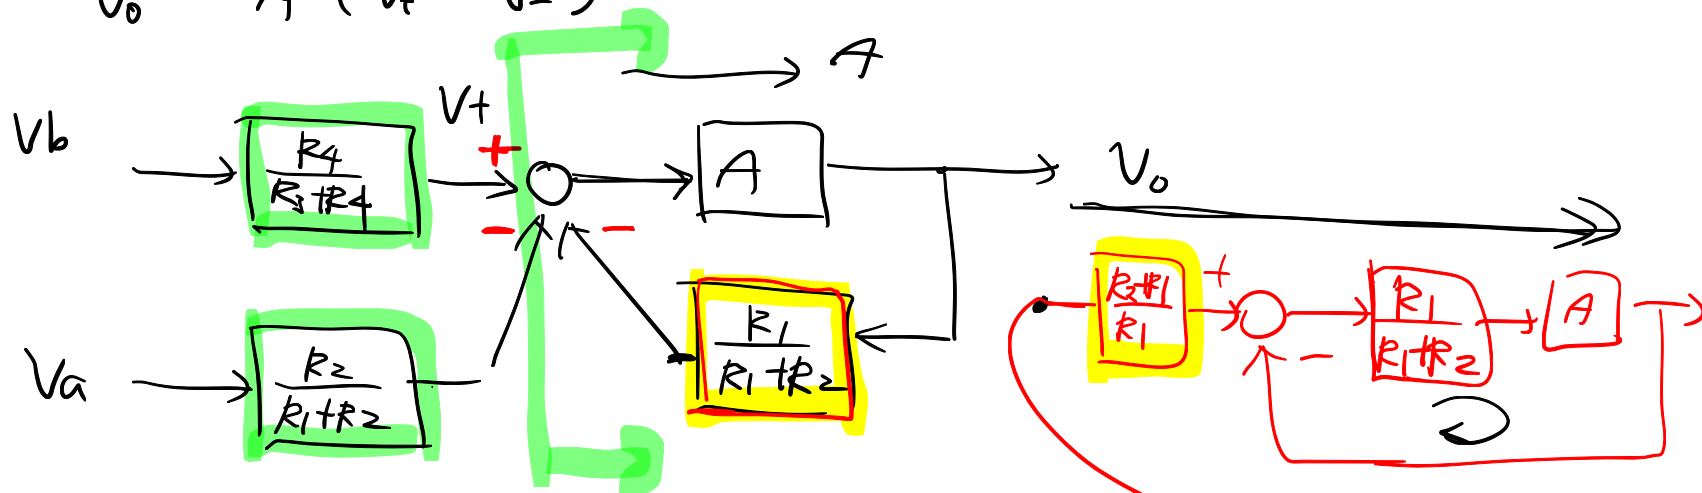 Vb
R4
R3+R4
V+
+
-
-
A
A
Vo
Va
R2
R1+R2
R1
R1+R2
R2+R1
R1
+
-
R1
R1+R2
A